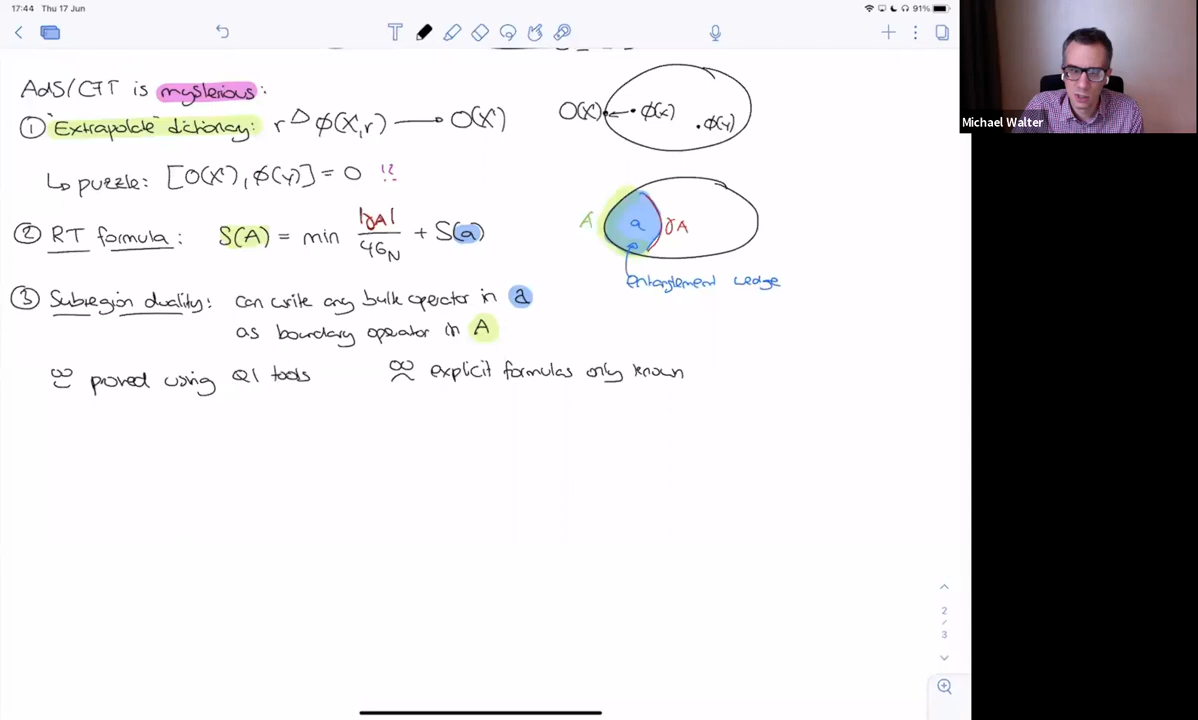 17:44 Thu 17 Jun
91%
AdS/CFT is mysterious:
① "Extrapolate" dictionary: r^Δ φ(X,r) ⟶ O(X)
O(X) ← φ(x)
φ(y)
↳ puzzle: [O(X), φ(y)] = 0 !?
② RT formula: S(A) = min |γA| / 4G_N + S(a)
A a γA
entanglement wedge
③ Subregion duality: can write any bulk operator in a
as boundary operator in A
proved using QI tools
explicit formulas only known
2
/
3
Michael Walter